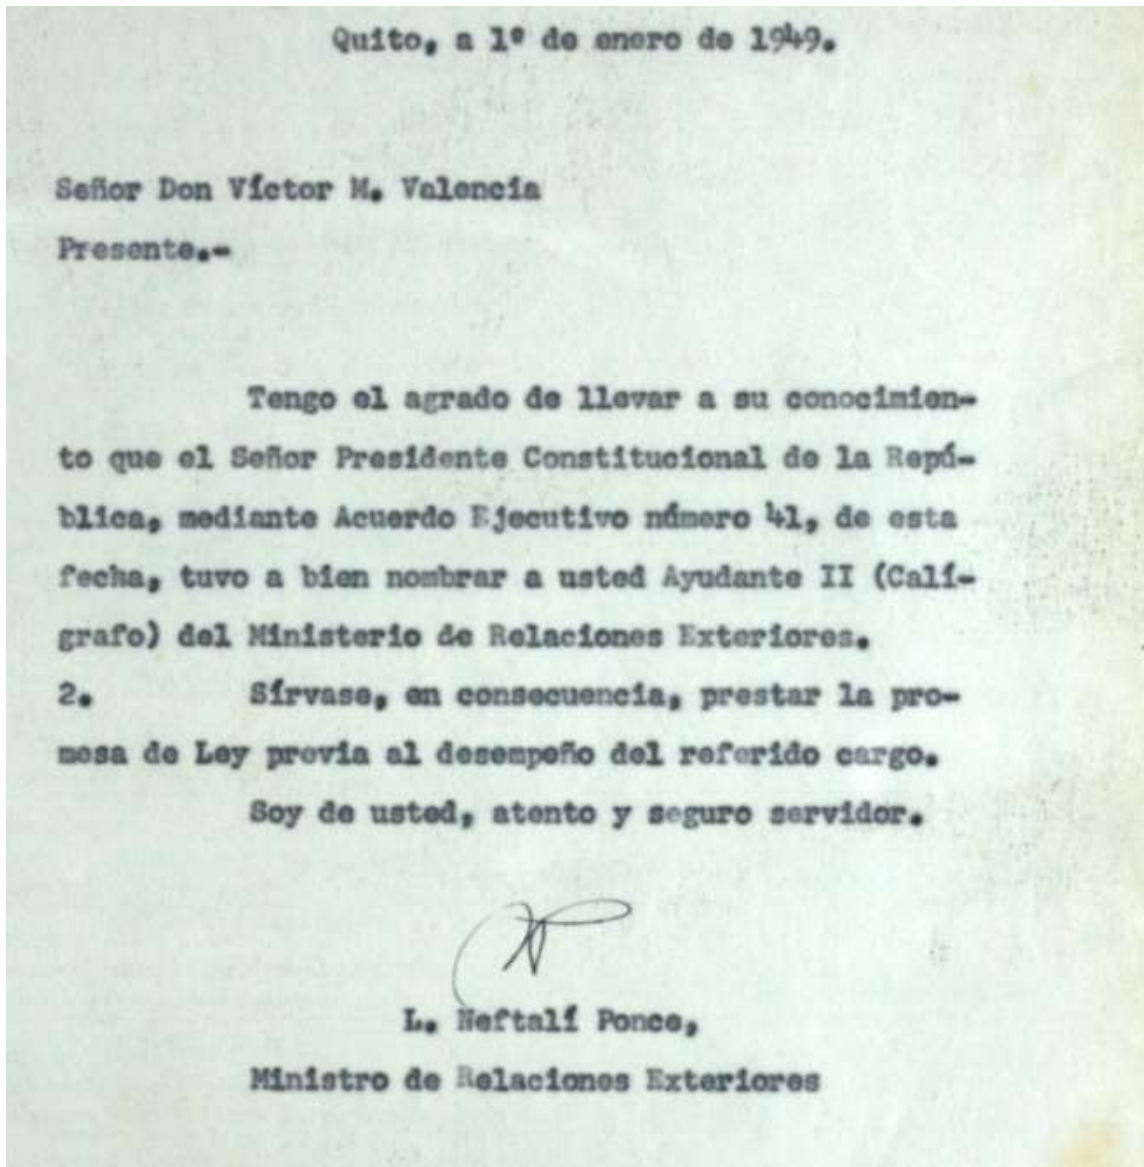 Quito, a 1º de enero de 1949.
Señor Don Víctor M. Valencia
Presente.-
Tengo el agrado de llevar a su conocimien-
to que el Señor Presidente Constitucional de la Repú-
blica, mediante Acuerdo Ejecutivo número 41, de esta
fecha, tuvo a bien nombrar a usted Ayudante II (Calí-
grafo) del Ministerio de Relaciones Exteriores.
2. Sírvase, en consecuencia, prestar la pro-
mesa de Ley previa al desempeño del referido cargo.
Soy de usted, atento y seguro servidor.
L. Neftalí Ponce,
Ministro de Relaciones Exteriores